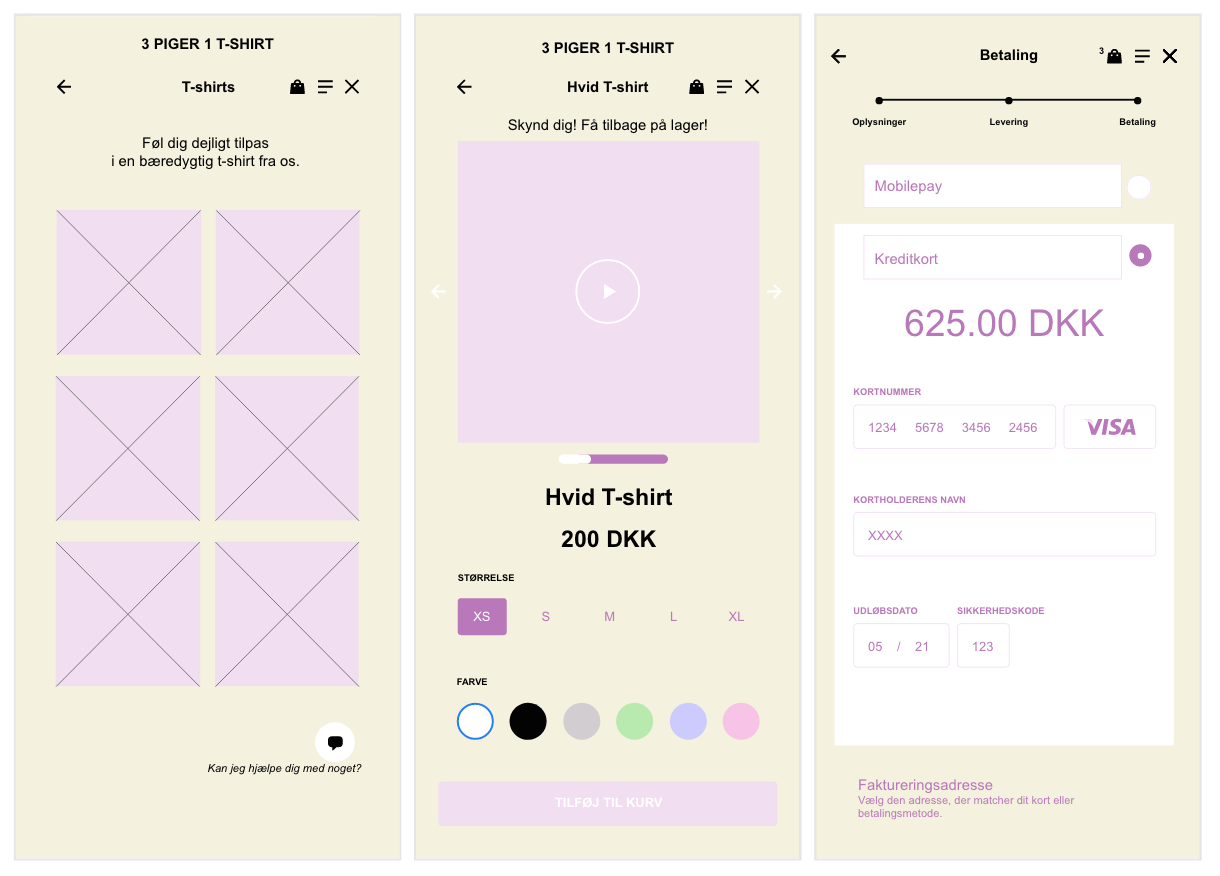 3 PIGER 1 T-SHIRT
T-shirts
Føl dig dejligt tilpas
i en bæredygtig t-shirt fra os.
Kan jeg hjælpe dig med noget?
3 PIGER 1 T-SHIRT
Hvid T-shirt
Skynd dig! Få tilbage på lager!
Hvid T-shirt
200 DKK
STØRRELSE
XS S M L XL
FARVE
TILFØJ TIL KURV
Betaling 3
Oplysninger Levering Betaling
Mobilepay
Kreditkort
625.00 DKK
KORTNUMMER
1234 5678 3456 2456 VISA
KORTHOLDERENS NAVN
XXXX
UDLØBSDATO SIKKERHEDSKODE
05 / 21 123
Faktureringsadresse
Vælg den adresse, der matcher dit kort eller
betalingsmetode.